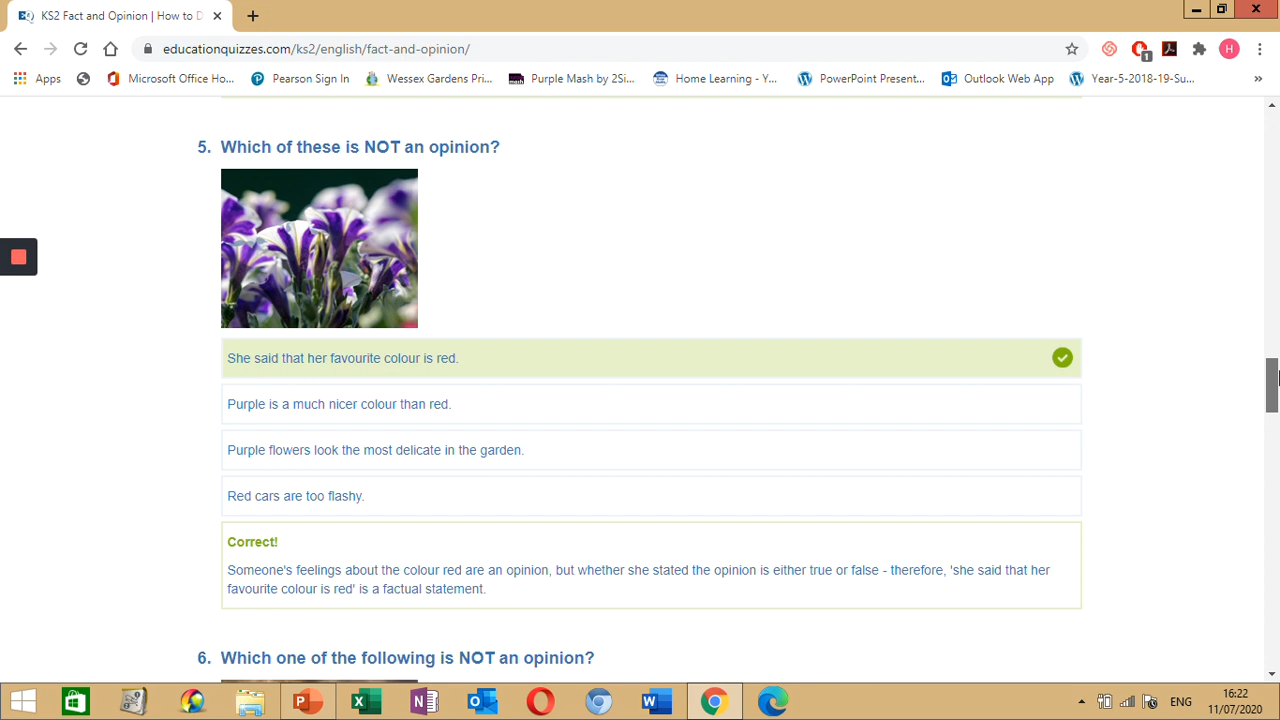 KS2 Fact and Opinion | How to D
educationquizzes.com/ks2/english/fact-and-opinion/
1
H
Apps
Microsoft Office Ho...
Pearson Sign In
Wessex Gardens Pri...
Purple Mash by 2Si...
Home Learning - Y...
PowerPoint Present...
Outlook Web App
Year-5-2018-19-Su...
»
5. Which of these is NOT an opinion?
She said that her favourite colour is red.
Purple is a much nicer colour than red.
Purple flowers look the most delicate in the garden.
Red cars are too flashy.
Correct!
Someone's feelings about the colour red are an opinion, but whether she stated the opinion is either true or false - therefore, 'she said that her
favourite colour is red' is a factual statement.
6. Which one of the following is NOT an opinion?
ENG
16:22
11/07/2020